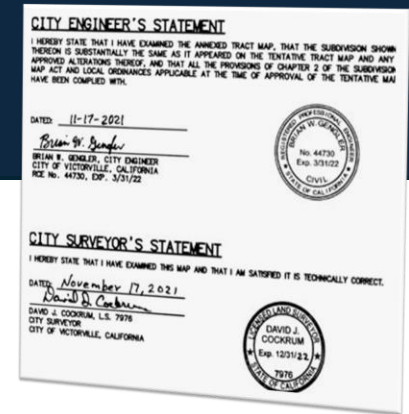 CITY ENGINEER'S STATEMENT
I HEREBY STATE THAT I HAVE EXAMINED THE ANNEXED TRACT MAP, THAT THE SUBDIVISION SHOWN
THEREON IS SUBSTANTIALLY THE SAME AS IT APPEARED ON THE TENTATIVE TRACT MAP AND ANY
APPROVED ALTERATIONS THEREOF, AND THAT ALL THE PROVISIONS OF CHAPTER 2 OF THE SUBDIVISION
MAP ACT AND LOCAL ORDINANCES APPLICABLE AT THE TIME OF APPROVAL OF THE TENTATIVE MA
HAVE BEEN COMPLIED WITH.
DATED: 11-17-2021
Brian W. Gengler
BRIAN W. GENGLER, CITY ENGINEER
CITY OF VICTORVILLE, CALIFORNIA
RCE No. 44730, EXP. 3/31/22
REGISTERED PROFESSIONAL ENGINEER
BRIAN W. GENGLER
No. 44730
Exp. 3/31/22
CIVIL
STATE OF CALIFORNIA
CITY SURVEYOR'S STATEMENT
I HEREBY STATE THAT I HAVE EXAMINED THIS MAP AND THAT I AM SATISFIED IT IS TECHNICALLY CORRECT.
DATED: November 17, 2021
David J. Cockrum
DAVID J. COCKRUM, L.S. 7976
CITY SURVEYOR
CITY OF VICTORVILLE, CALIFORNIA
LICENSED LAND SURVEYOR
DAVID J.
COCKRUM
Exp. 12/31/22
7976
STATE OF CALIFORNIA